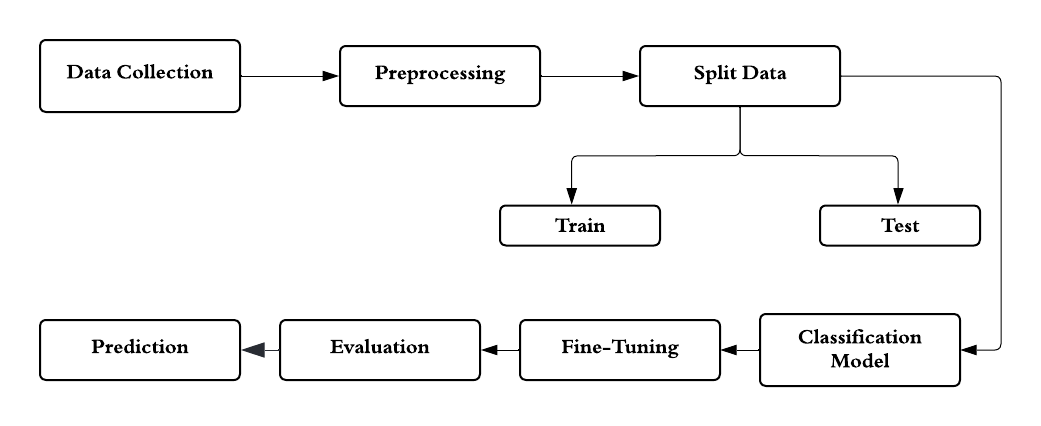 Data Collection
Preprocessing
Split Data
Train
Test
Classification
Model
Fine-Tuning
Evaluation
Prediction